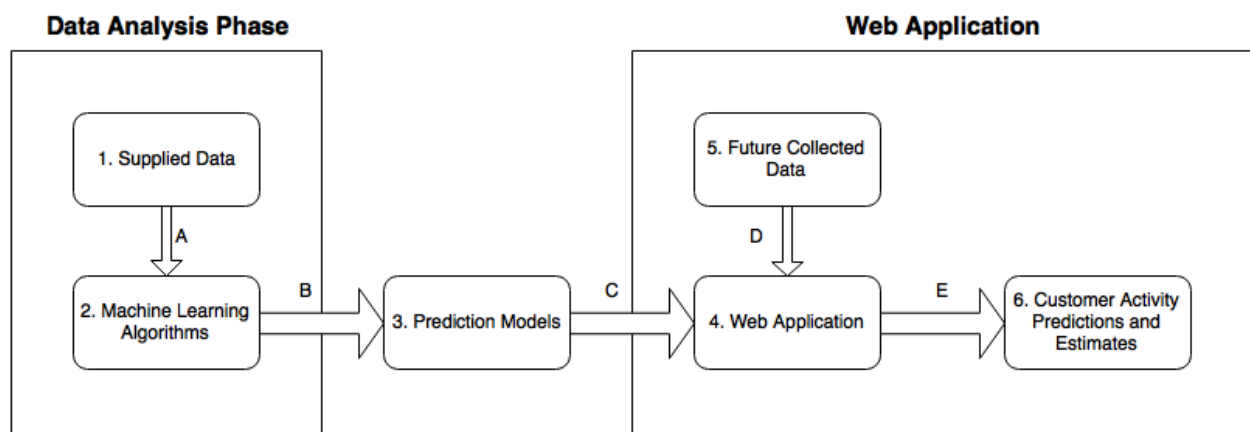 Data Analysis Phase
Web Application
1. Supplied Data
5. Future Collected
Data
A
D
2. Machine Learning
Algorithms
B
3. Prediction Models
C
4. Web Application
E
6. Customer Activity
Predictions and
Estimates